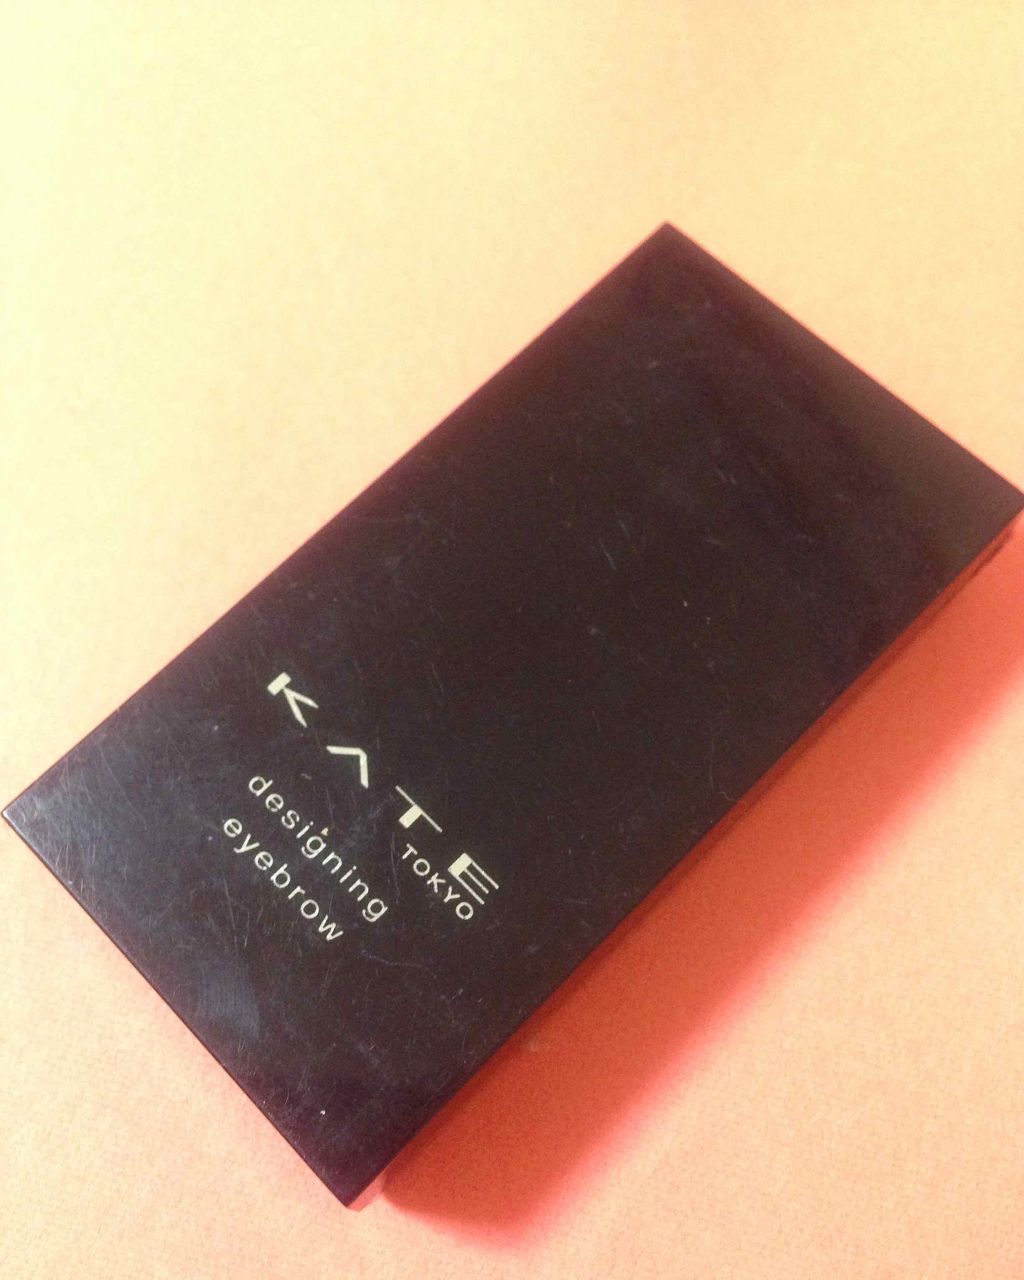 KATE
TOKYO
designing
eyebrow